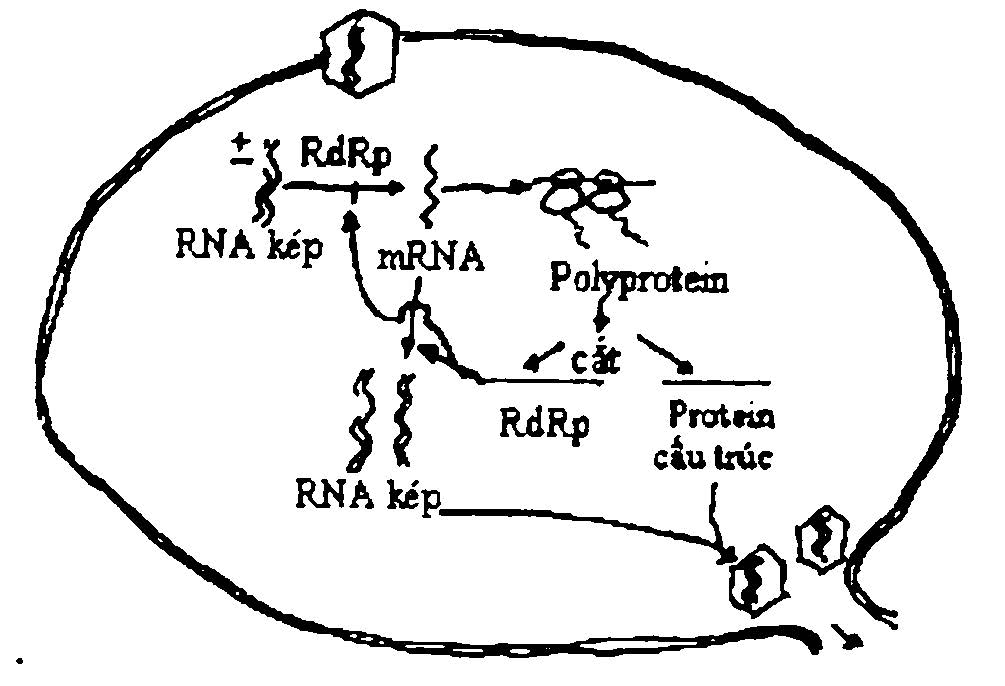 ±
RdRp
RNA kép
mRNA
Polyprotein
cắt
RdRp
Protein
cấu trúc
RNA kép